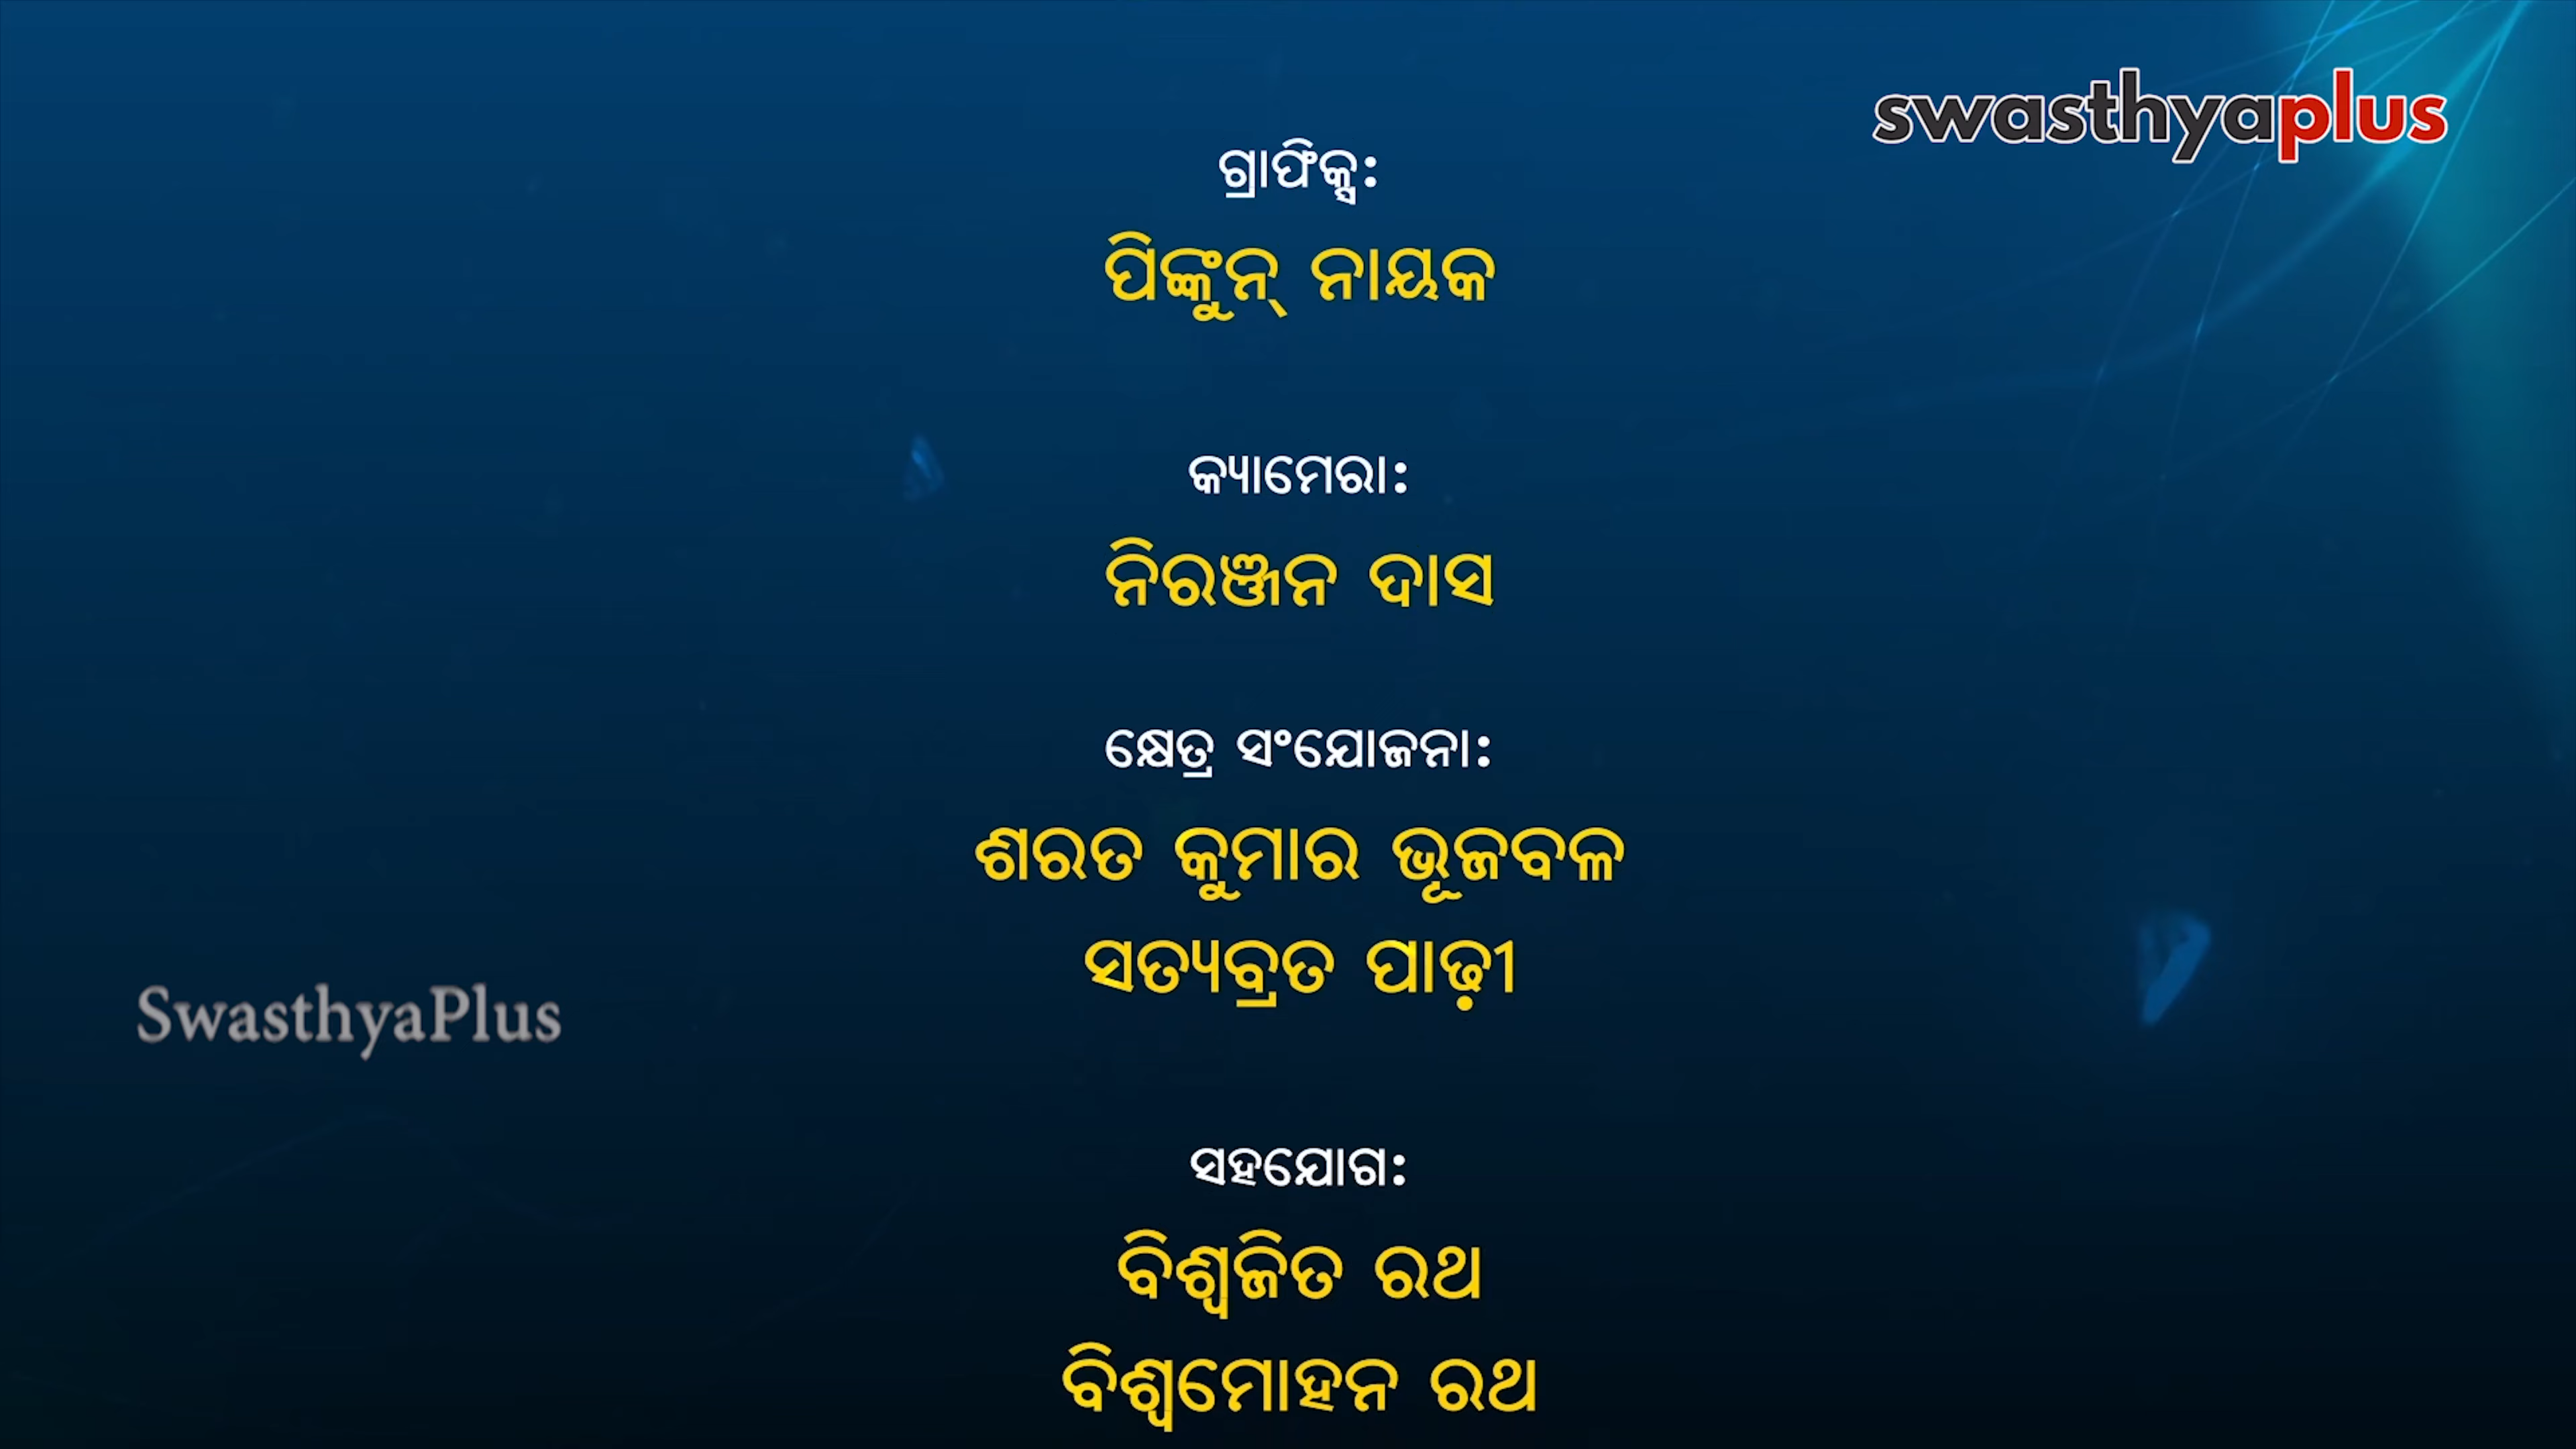 swasthyaplus
ଗ୍ରାଫିକ୍ସ:
ପିଙ୍କୁନ୍ ନାୟକ
କ୍ୟାମେରା:
ନିରଞ୍ଜନ ଦାସ
କ୍ଷେତ୍ର ସଂଯୋଜନା:
ଶରତ କୁମାର ଭୂଜବଳ
ସତ୍ୟବ୍ରତ ପାଢ଼ୀ
SwasthyaPlus
ସହଯୋଗ:
ବିଶ୍ୱଜିତ ରଥ
ବିଶ୍ୱମୋହନ ରଥ